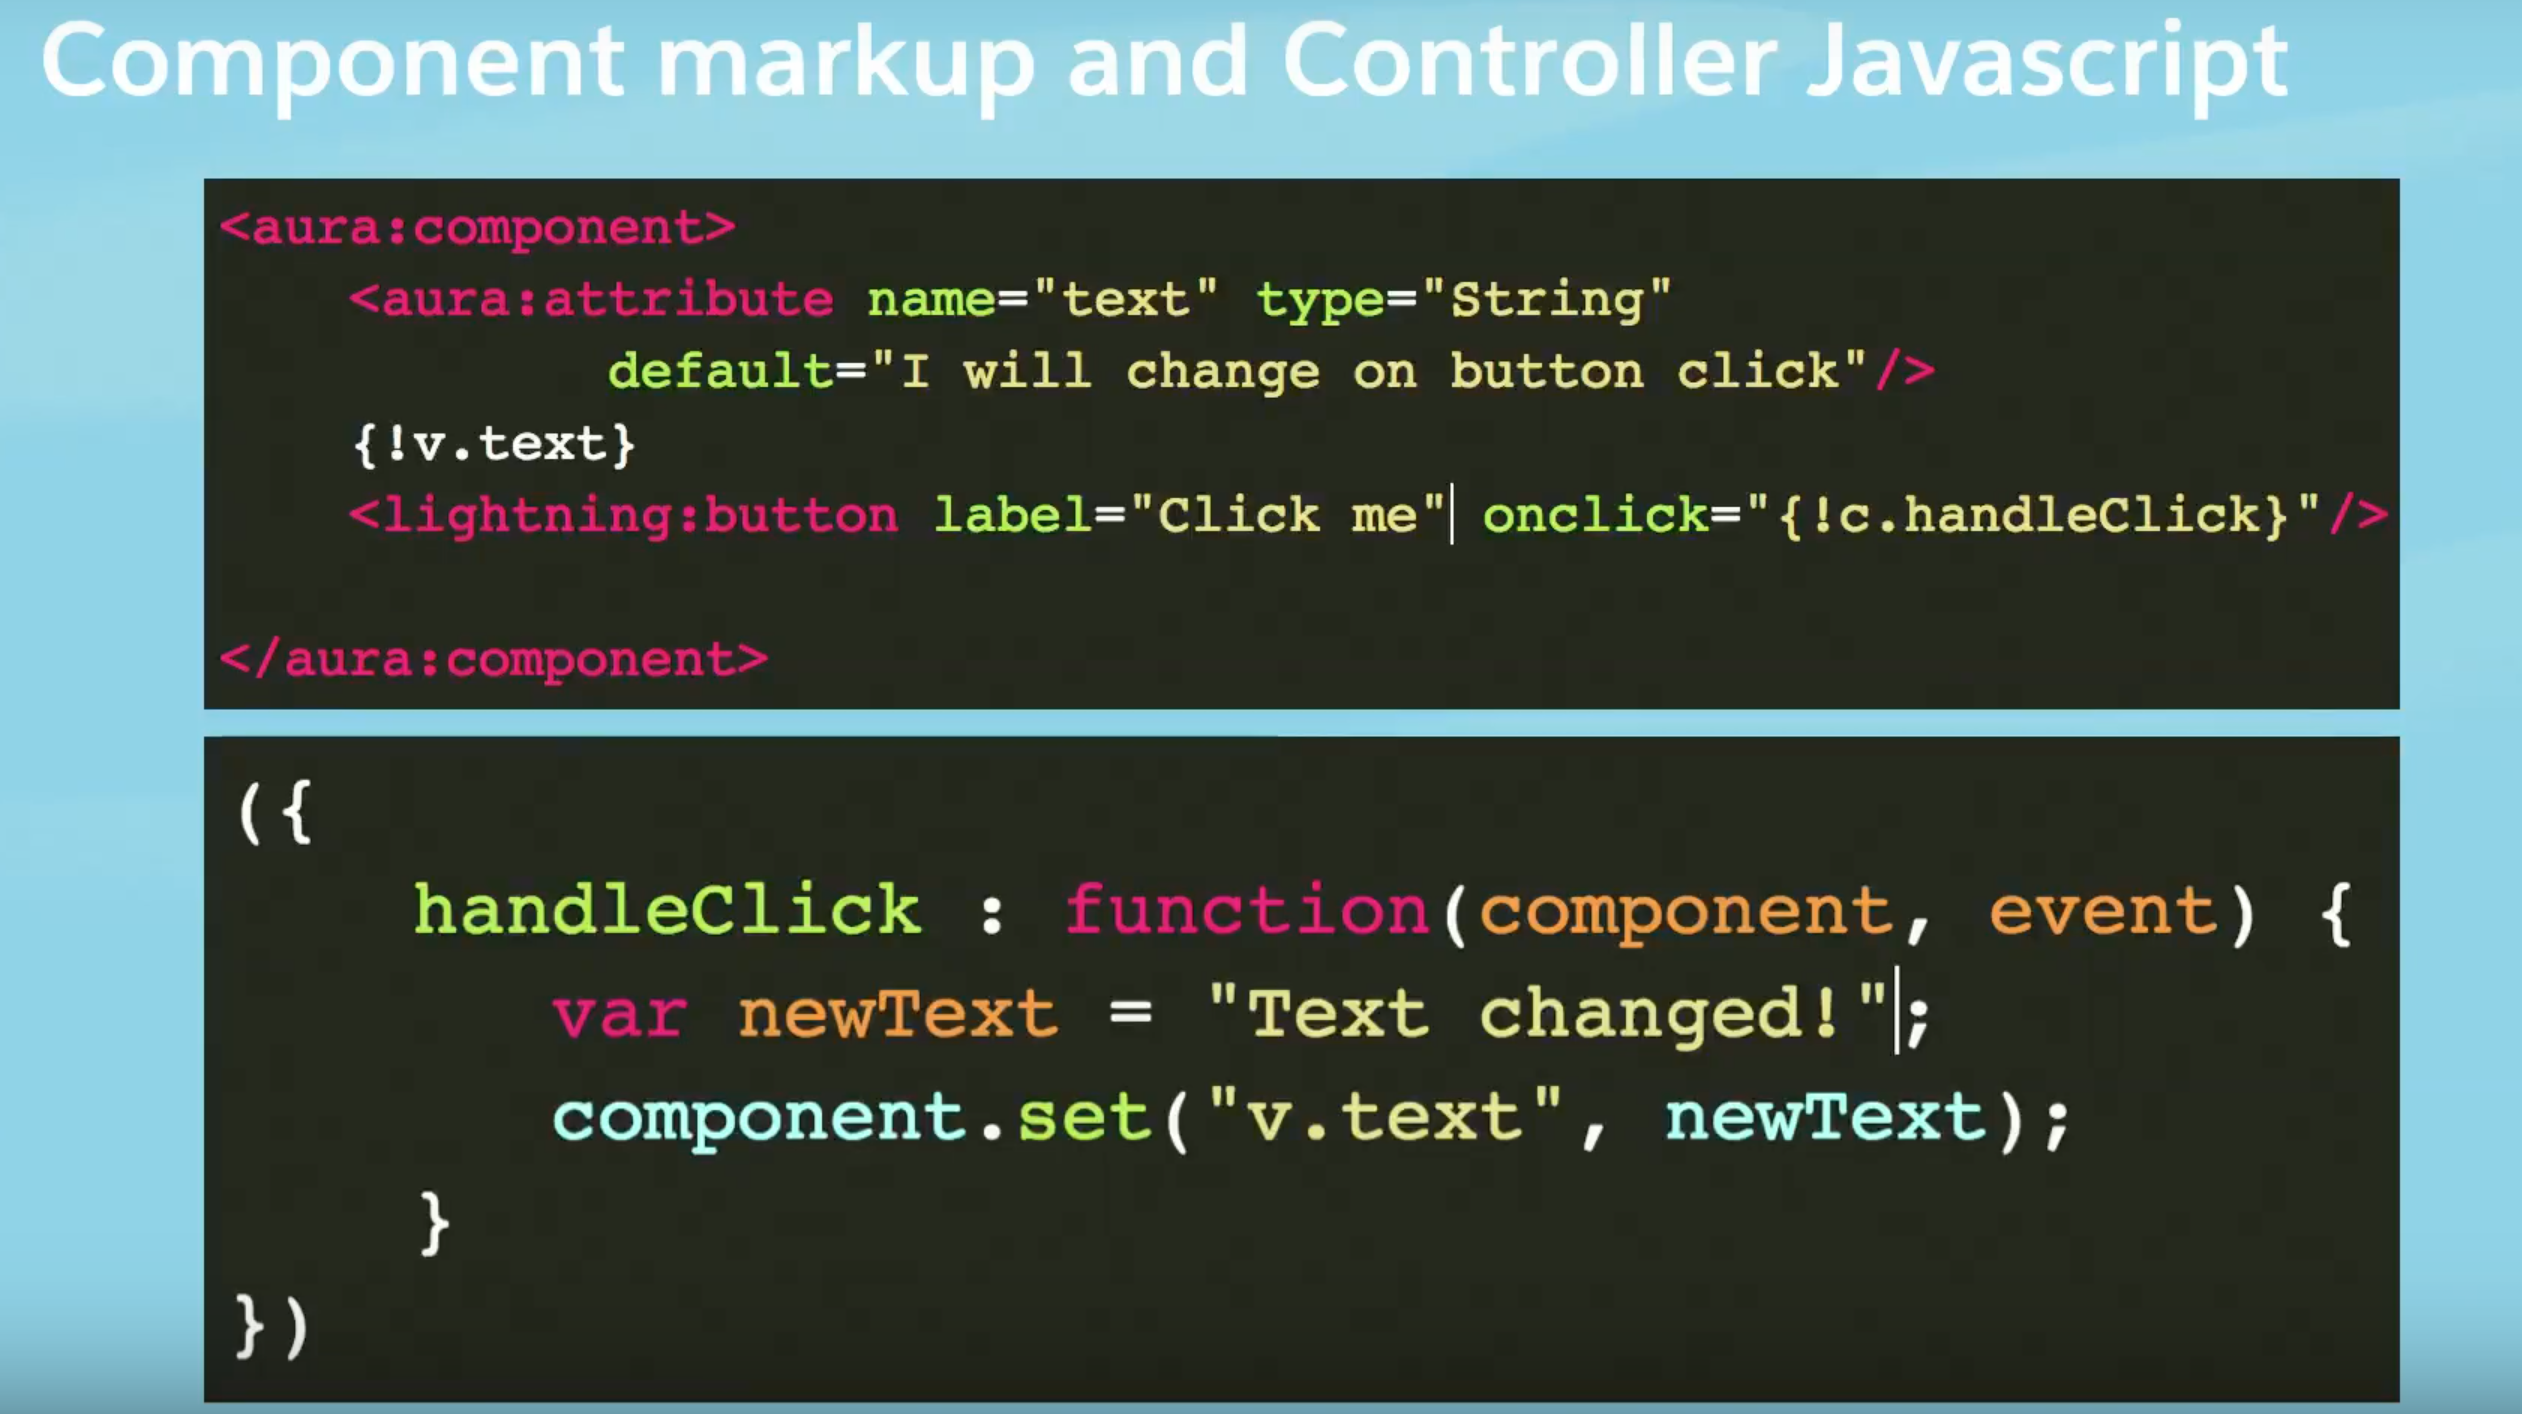 Component markup and Controller Javascript
<aura:component>
<aura:attribute name="text" type="String"
default="I will change on button click"/>
{!v.text}
<lightning:button label="Click me" onclick="{!c.handleClick}"/>
</aura:component>
({
handleClick : function(component, event) {
var newText = "Text changed!";
component.set("v.text", newText);
}
})